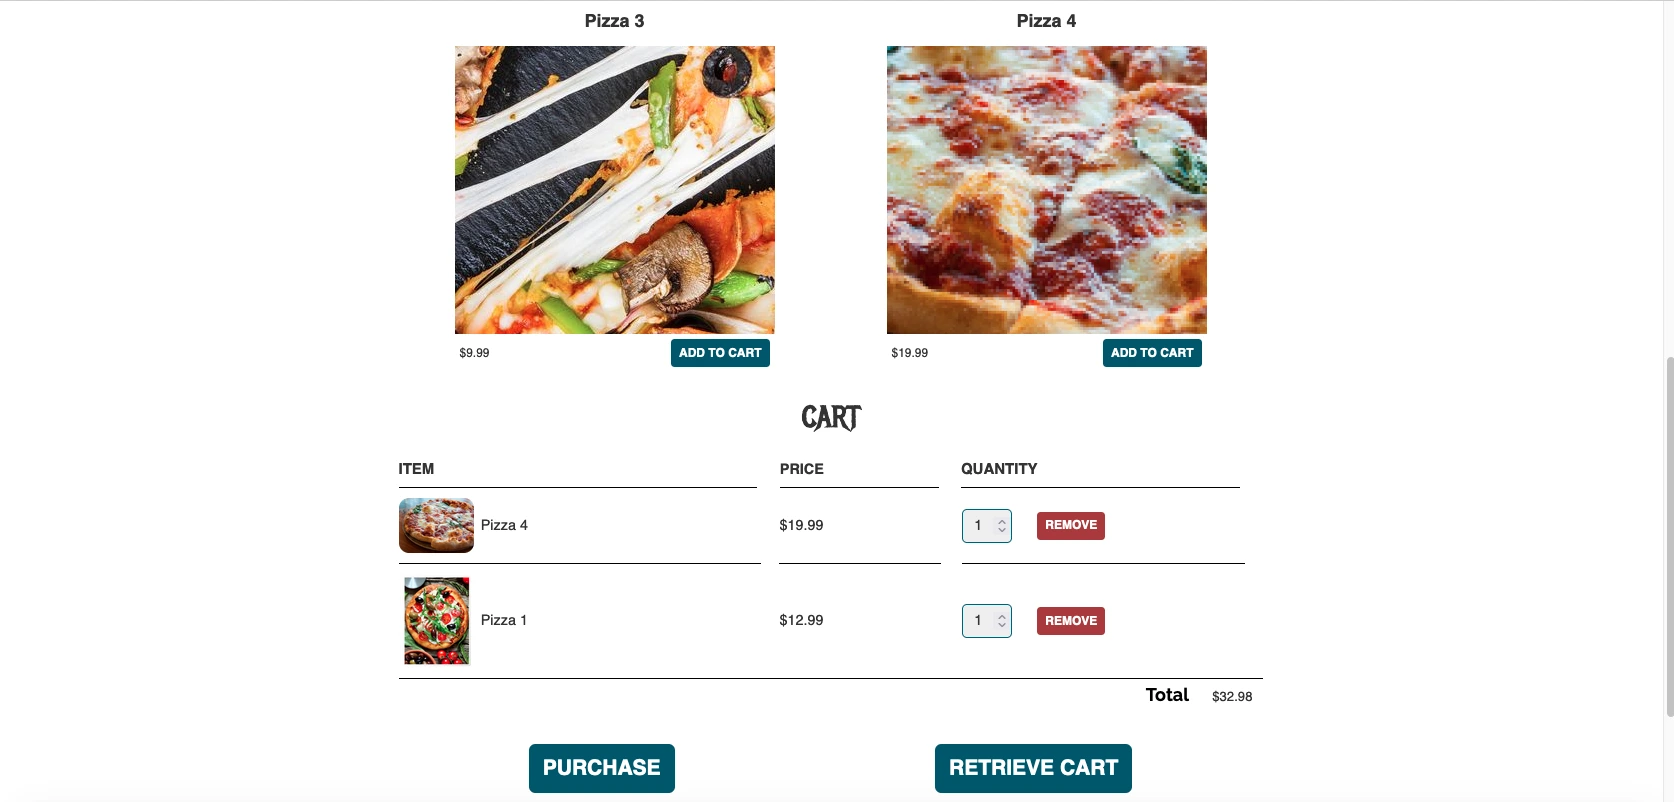 Pizza 3
Pizza 4
$9.99
ADD TO CART
$19.99
ADD TO CART
CART
ITEM
PRICE
QUANTITY
Pizza 4
$19.99
1
REMOVE
Pizza 1
$12.99
1
REMOVE
Total
$32.98
PURCHASE
RETRIEVE CART